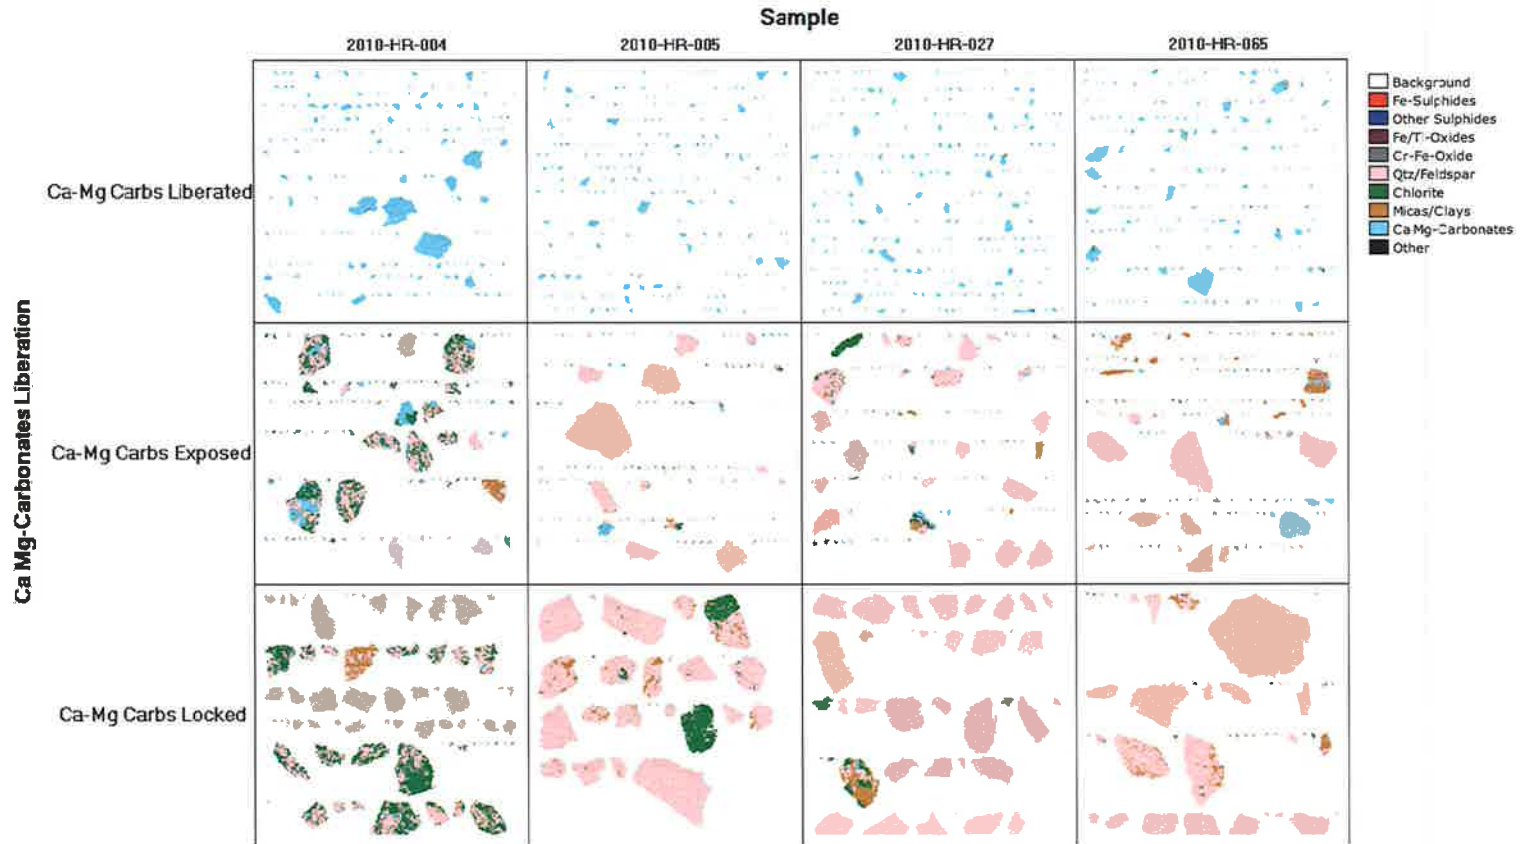 Sample
2010-HR-004 2010-HR-005 2010-HR-027 2010-HR-065
Background
Fe-Sulphides
Other Sulphides
Fe/Ti-Oxides
Cr-Fe-Oxide
Qtz/Feldspar
Chlorite
Micas/Clays
Ca Mg-Carbonates
Other
Ca Mg-Carbonates Liberation
Ca-Mg Carbs Liberated
Ca-Mg Carbs Exposed
Ca-Mg Carbs Locked